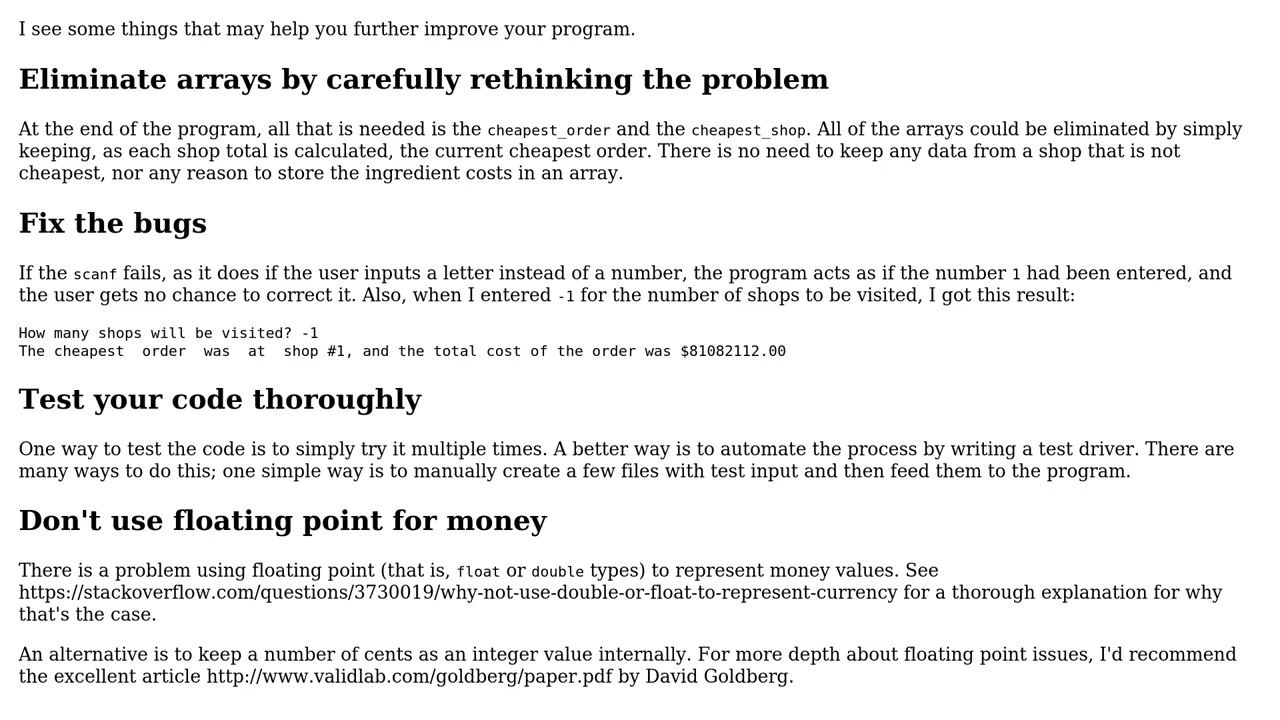 I see some things that may help you further improve your program.
Eliminate arrays by carefully rethinking the problem
At the end of the program, all that is needed is the cheapest_order and the cheapest_shop. All of the arrays could be eliminated by simply
keeping, as each shop total is calculated, the current cheapest order. There is no need to keep any data from a shop that is not
cheapest, nor any reason to store the ingredient costs in an array.
Fix the bugs
If the scanf fails, as it does if the user inputs a letter instead of a number, the program acts as if the number 1 had been entered, and
the user gets no chance to correct it. Also, when I entered -1 for the number of shops to be visited, I got this result:
How many shops will be visited? -1
The cheapest  order  was  at  shop #1, and the total cost of the order was $81082112.00
Test your code thoroughly
One way to test the code is to simply try it multiple times. A better way is to automate the process by writing a test driver. There are
many ways to do this; one simple way is to manually create a few files with test input and then feed them to the program.
Don't use floating point for money
There is a problem using floating point (that is, float or double types) to represent money values. See
https://stackoverflow.com/questions/3730019/why-not-use-double-or-float-to-represent-currency for a thorough explanation for why
that's the case.
An alternative is to keep a number of cents as an integer value internally. For more depth about floating point issues, I'd recommend
the excellent article http://www.validlab.com/goldberg/paper.pdf by David Goldberg.